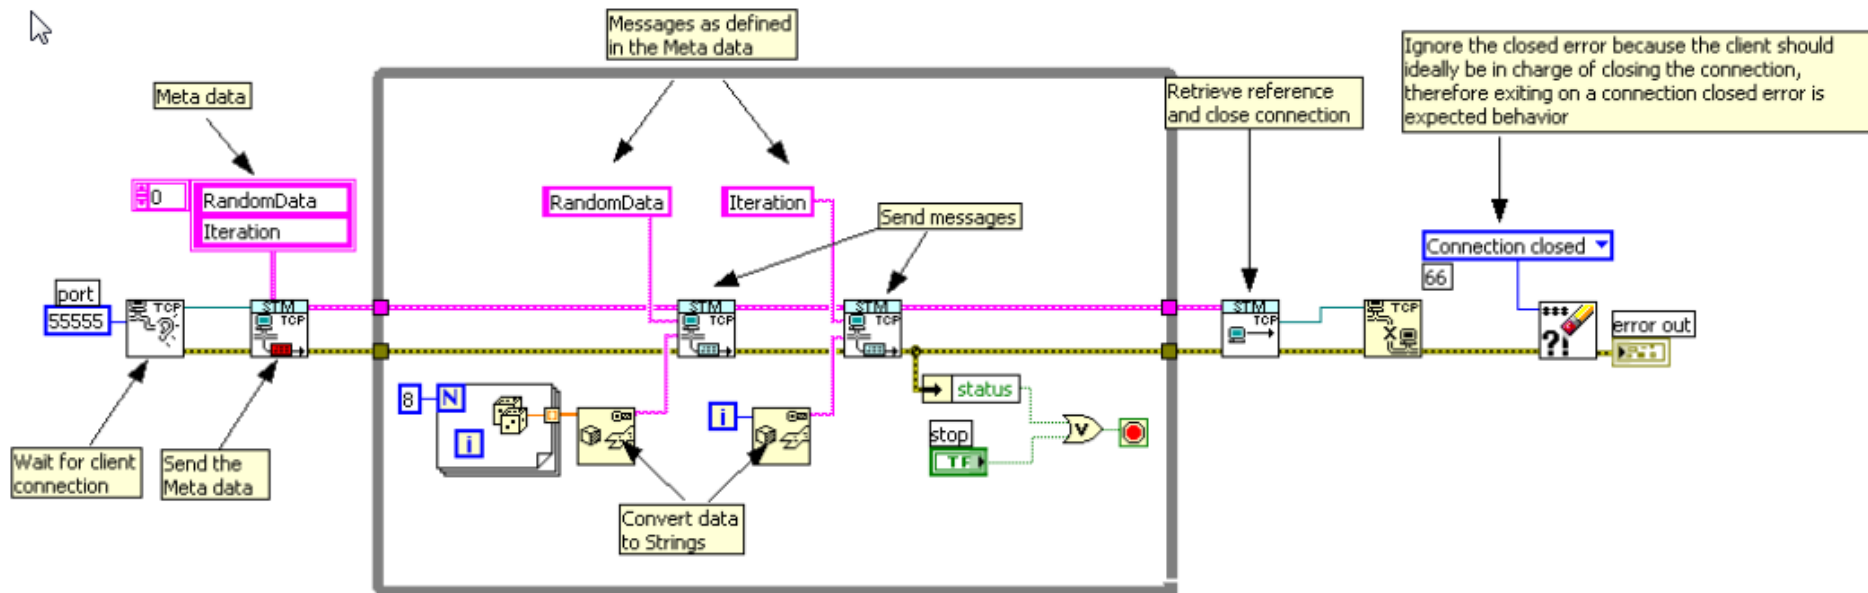 Messages as defined
in the Meta data
Ignore the closed error because the client should
ideally be in charge of closing the connection,
therefore exiting on a connection closed error is
expected behavior
Meta data
Retrieve reference
and close connection
0
RandomData
Iteration
RandomData
Iteration
Send messages
Connection closed
66
port
55555
TCP
STM
TCP
STM
TCP
STM
TCP
STM
TCP
TCP
?!
error out
8
N
i
i
status
stop
TF
V
Wait for client
connection
Send the
Meta data
Convert data
to Strings